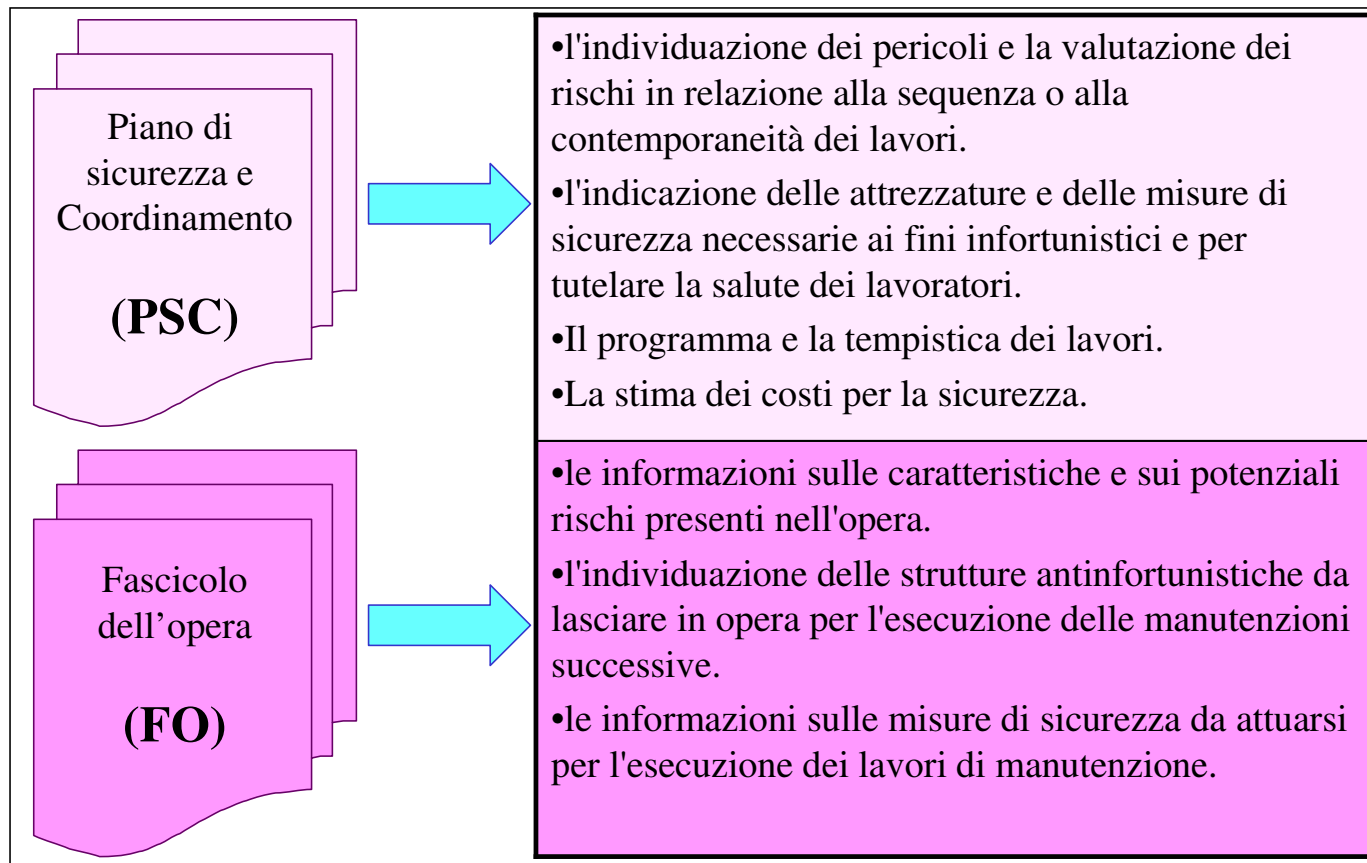 Piano di
sicurezza e
Coordinamento
(PSC)
•l'individuazione dei pericoli e la valutazione dei
rischi in relazione alla sequenza o alla
contemporaneità dei lavori.
•l'indicazione delle attrezzature e delle misure di
sicurezza necessarie ai fini infortunistici e per
tutelare la salute dei lavoratori.
•Il programma e la tempistica dei lavori.
•La stima dei costi per la sicurezza.
Fascicolo
dell’opera
(FO)
•le informazioni sulle caratteristiche e sui potenziali
rischi presenti nell'opera.
•l'individuazione delle strutture antinfortunistiche da
lasciare in opera per l'esecuzione delle manutenzioni
successive.
•le informazioni sulle misure di sicurezza da attuarsi
per l'esecuzione dei lavori di manutenzione.